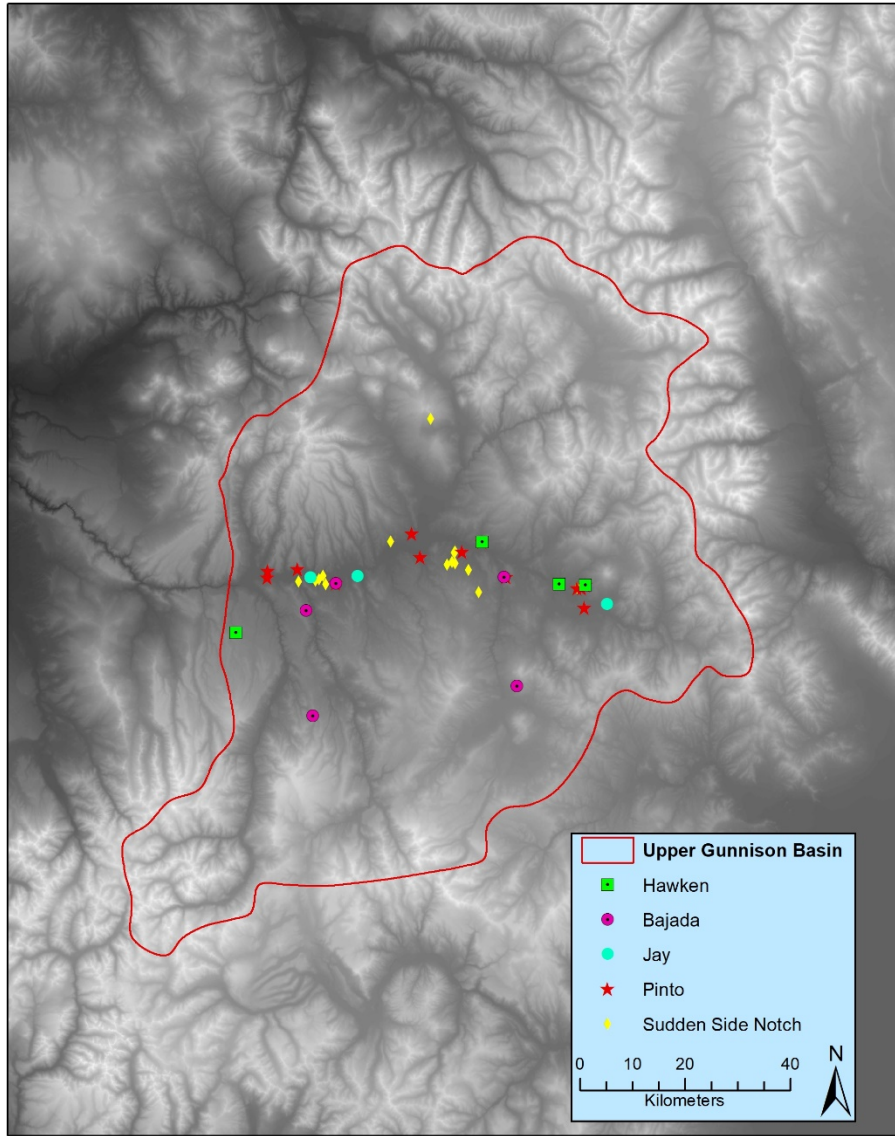 Upper Gunnison Basin
Hawken
Bajada
Jay
Pinto
Sudden Side Notch
N
0 10 20 40
Kilometers